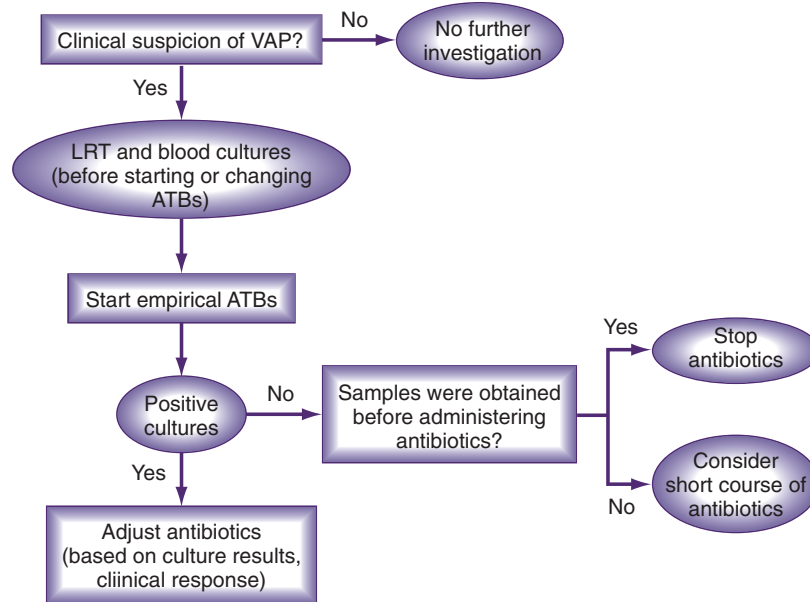 Clinical suspicion of VAP?
No
No further
investigation
Yes
LRT and blood cultures
(before starting or changing
ATBs)
Start empirical ATBs
Positive
cultures
No
Samples were obtained
before administering
antibiotics?
Yes
Stop
antibiotics
No
Consider
short course of
antibiotics
Yes
Adjust antibiotics
(based on culture results,
cliinical response)